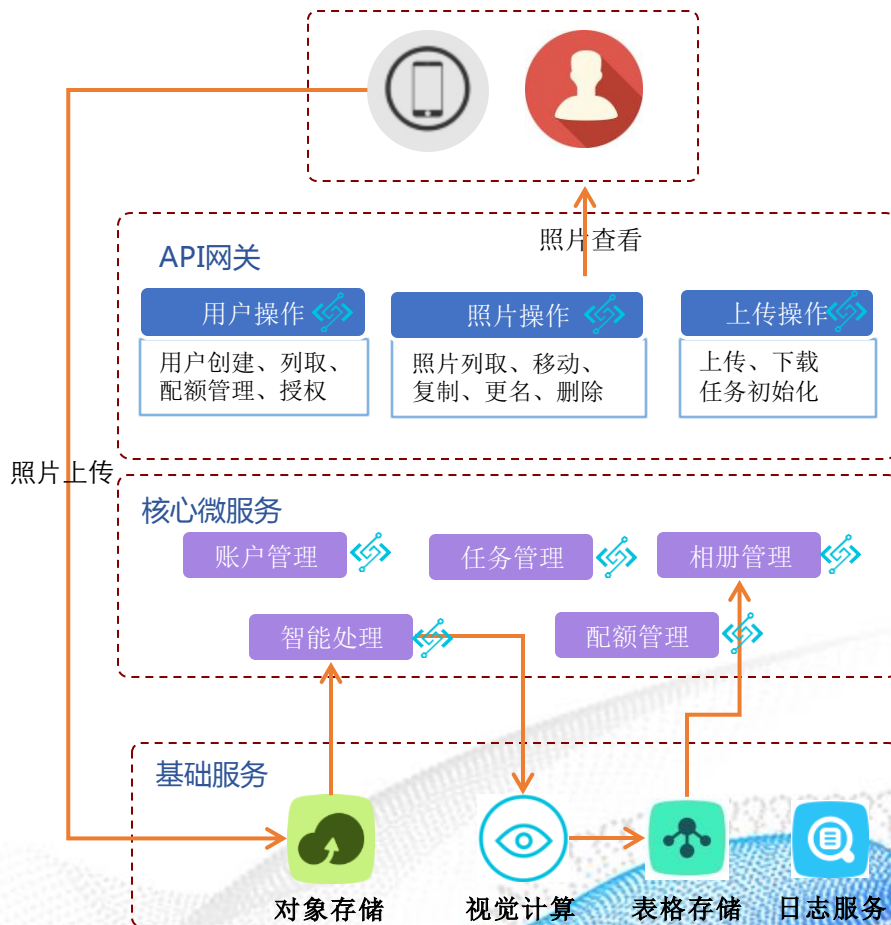 照片查看
API网关
用户操作
照片操作
上传操作
用户创建、列取、
配额管理、授权
照片列取、移动、
复制、更名、删除
上传、下载
任务初始化
照片上传
核心微服务
账户管理
任务管理
相册管理
智能处理
配额管理
基础服务
对象存储
视觉计算
表格存储
日志服务